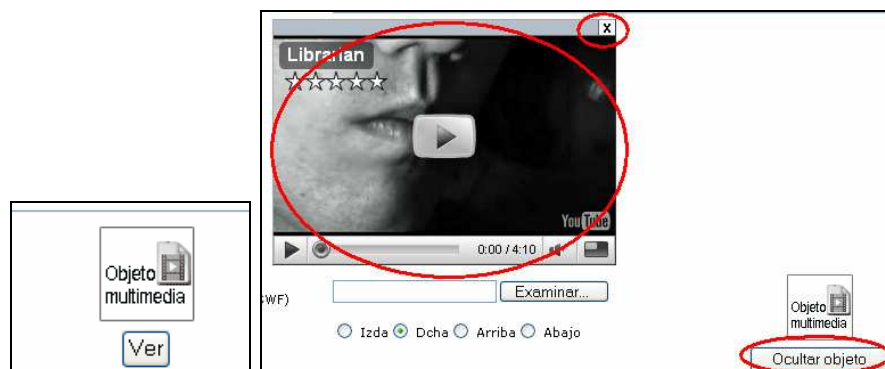 Objeto
multimedia
Ver
X
Librarian
YouTube
0:00 / 4:10
SWF)
Examinar...
Izda Dcha Arriba Abajo
Objeto
multimedia
Ocultar objeto